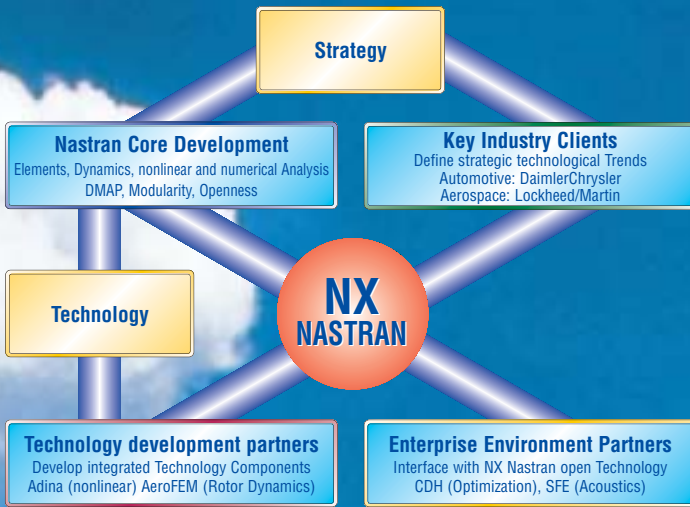 Strategy
Nastran Core Development
Elements, Dynamics, nonlinear and numerical Analysis
DMAP, Modularity, Openness
Key Industry Clients
Define strategic technological Trends
Automotive: DaimlerChrysler
Aerospace: Lockheed/Martin
Technology
NX
NASTRAN
Technology development partners
Develop integrated Technology Components
Adina (nonlinear) AeroFEM (Rotor Dynamics)
Enterprise Environment Partners
Interface with NX Nastran open Technology
CDH (Optimization), SFE (Acoustics)